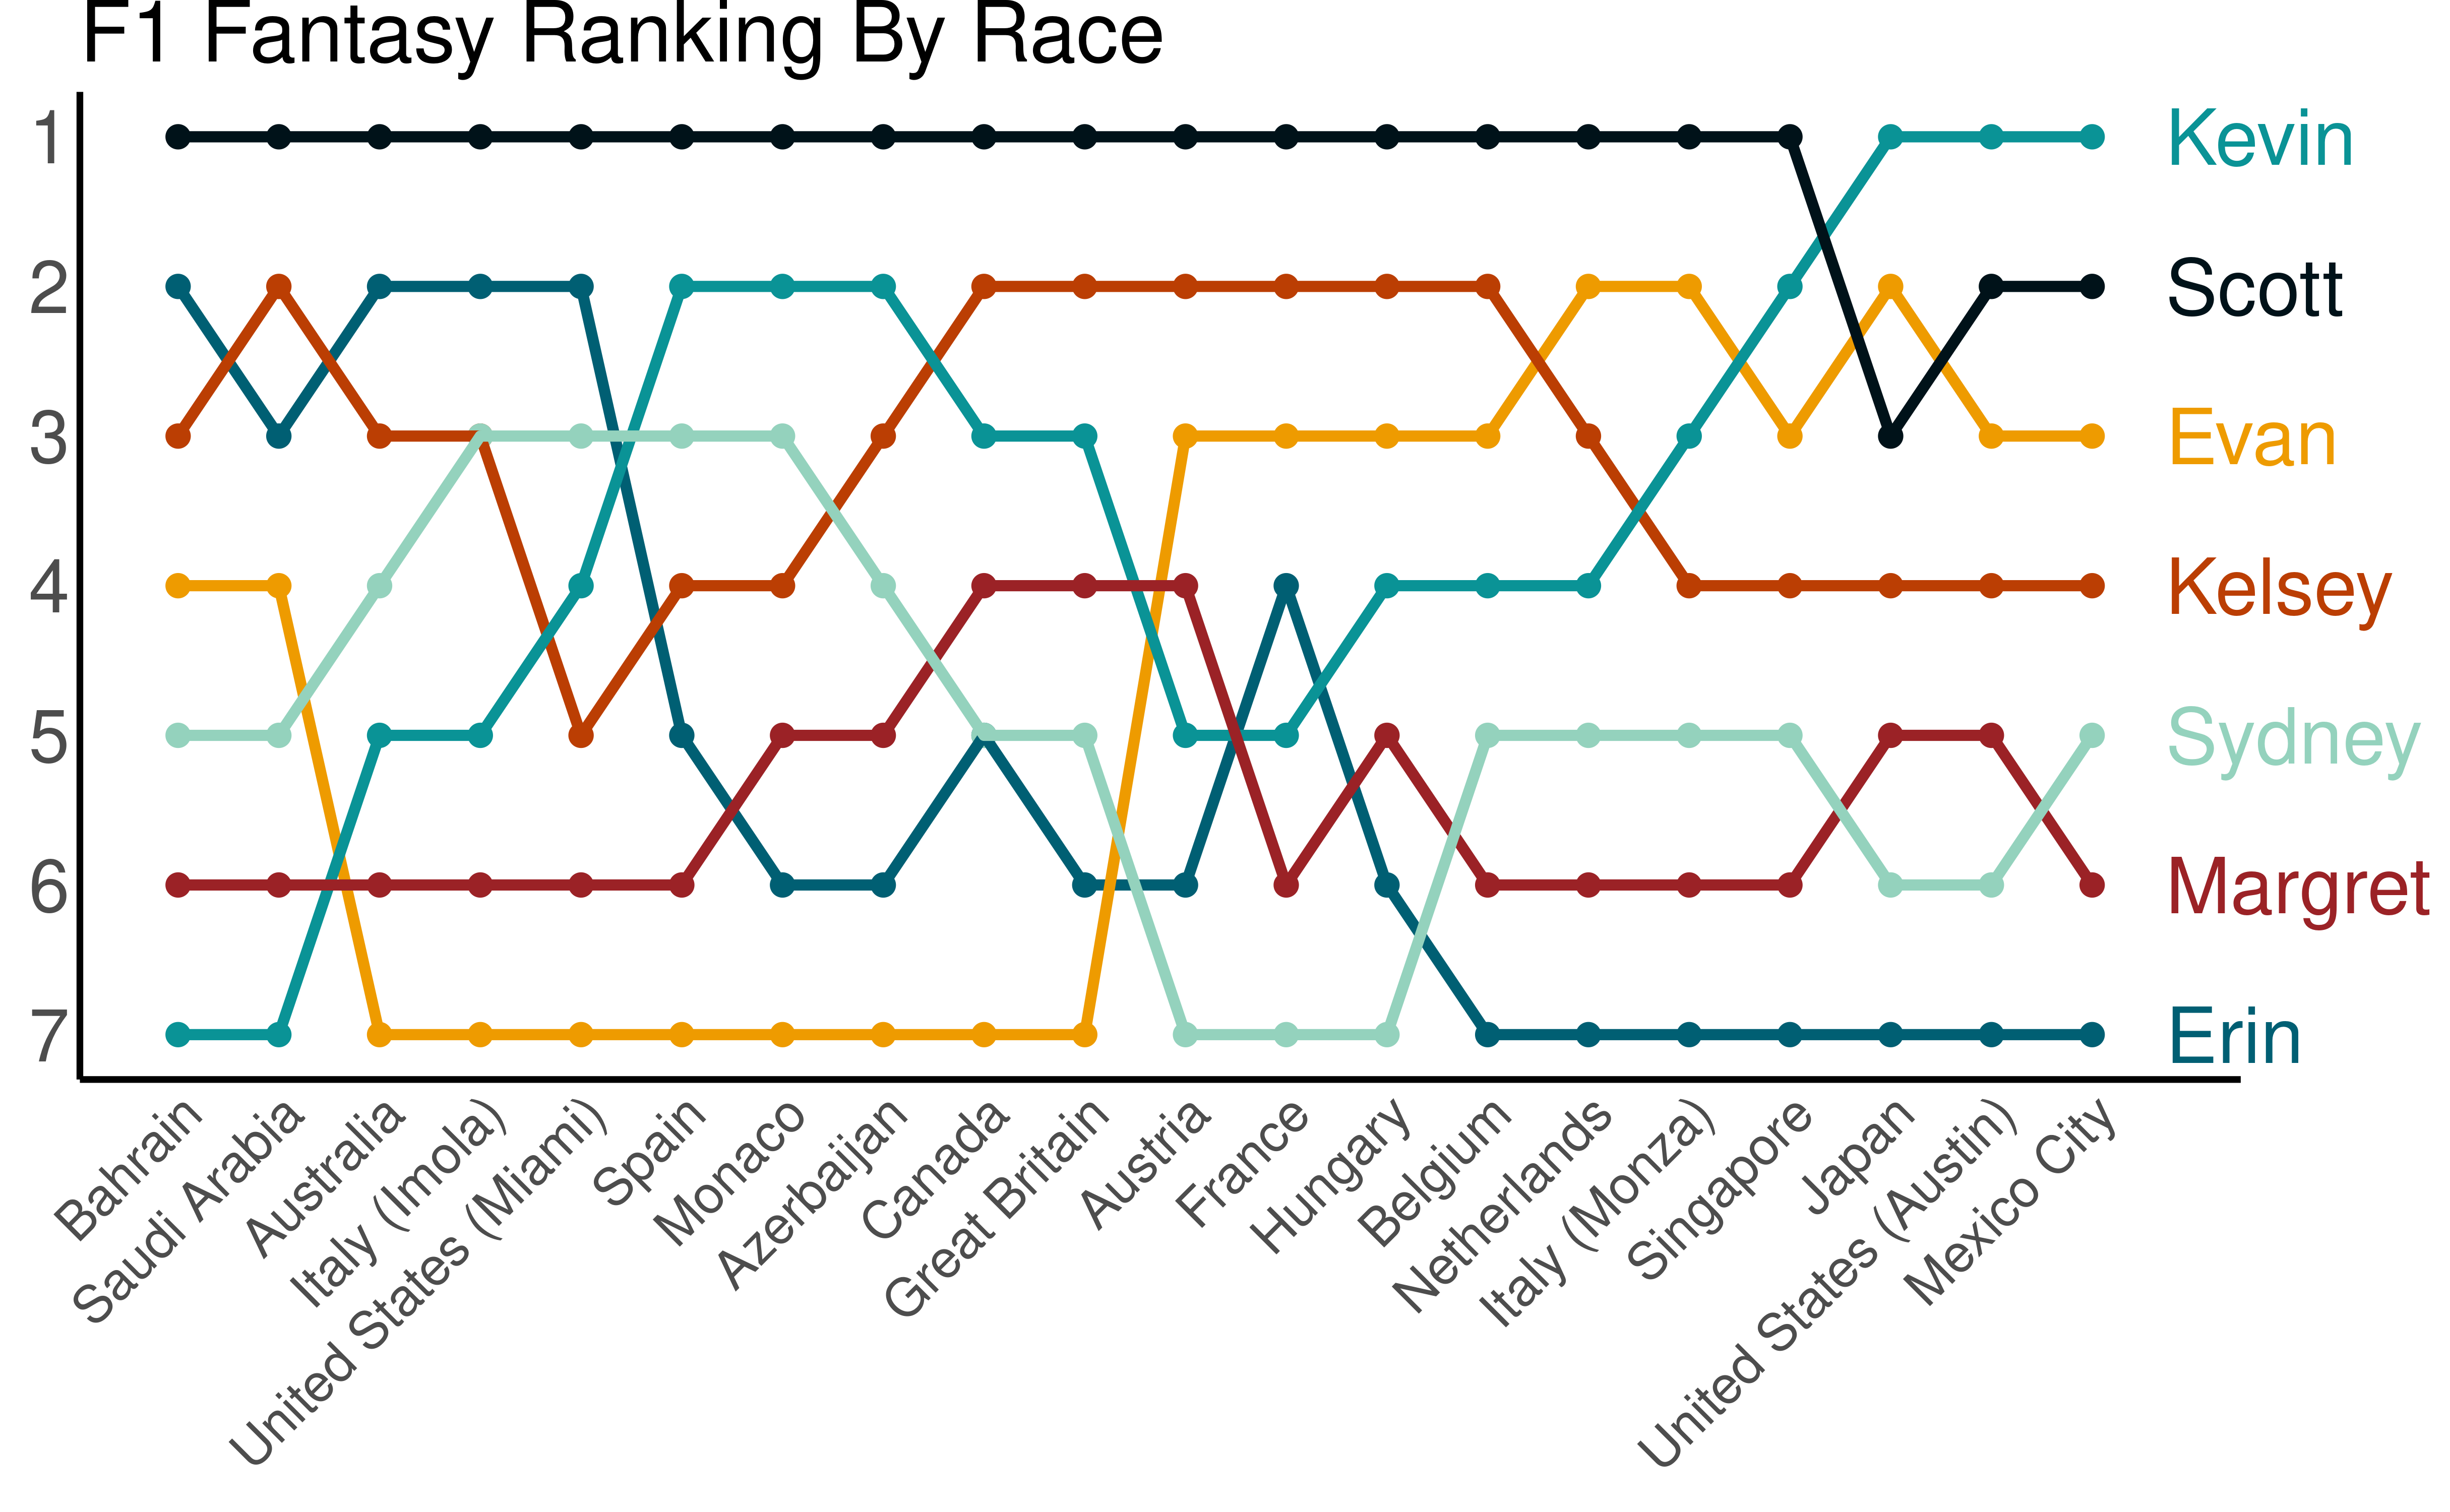 F1 Fantasy Ranking By Race
1
2
3
4
5
6
7
Kevin
Scott
Evan
Kelsey
Sydney
Margret
Erin
Bahrain
Saudi Arabia
Australia
Italy (Imola)
United States (Miami)
Spain
Monaco
Azerbaijan
Canada
Great Britain
Austria
France
Hungary
Belgium
Netherlands
Italy (Monza)
Singapore
Japan
United States (Austin)
Mexico City